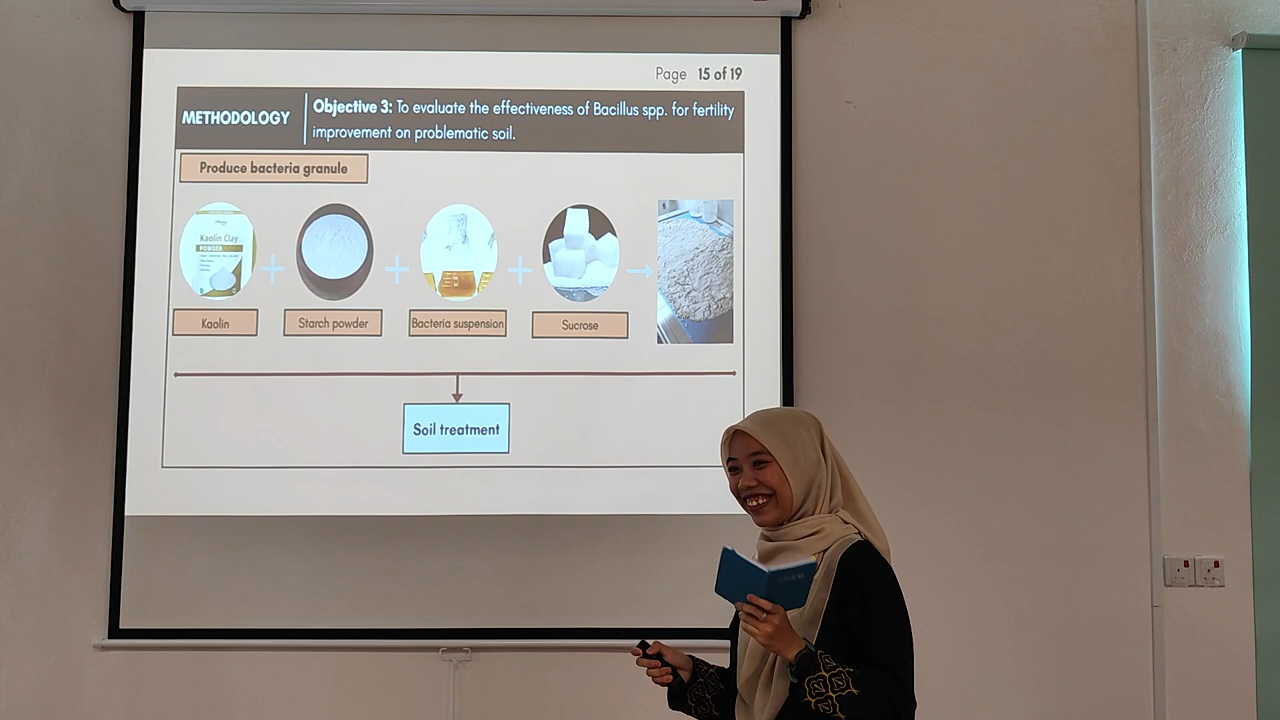 Page 15 of 19
METHODOLOGY
Objective 3: To evaluate the effectiveness of Bacillus spp. for fertility
improvement on problematic soil.
Produce bacteria granule
Kaolin Clay
POWDER
Kaolin
Starch powder
Bacteria suspension
Sucrose
Soil treatment